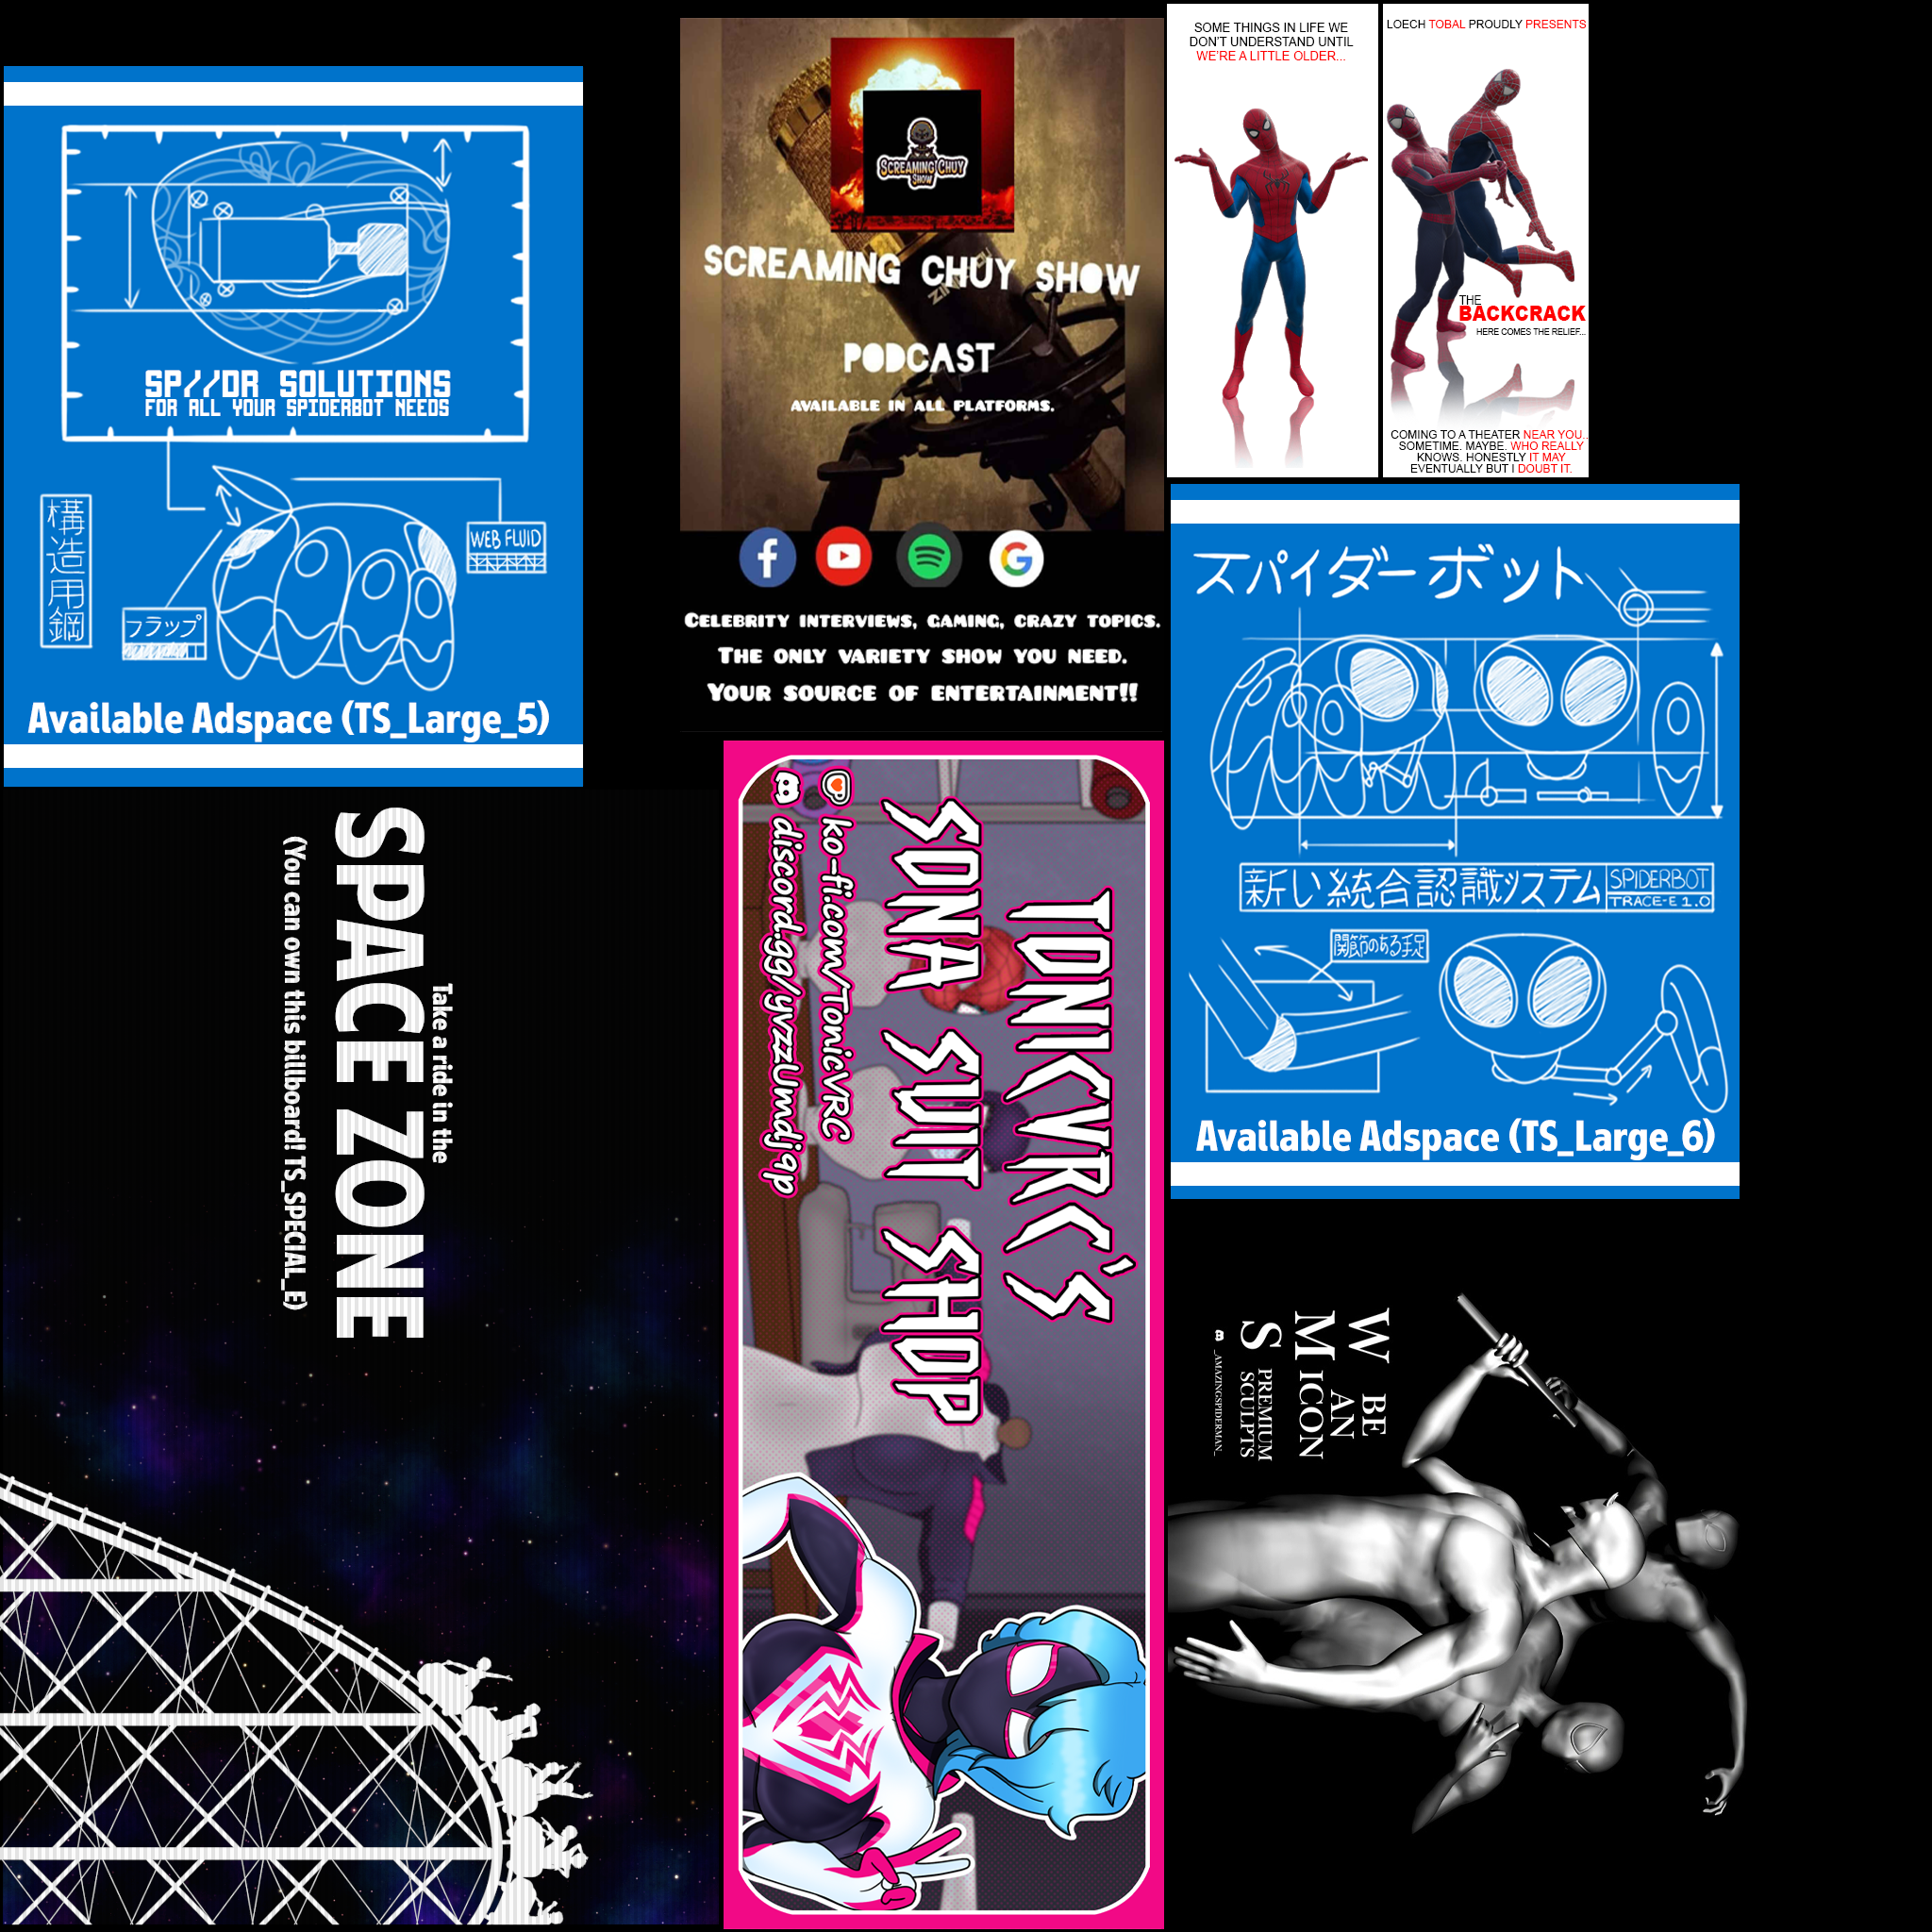 SP//DR SOLUTIONS
FOR ALL YOUR SPIDERBOT NEEDS
構造用鋼
フラップ
WEB FLUID
Available Adspace (TS_Large_5)
SCREAMING CHUY
SHOW
SCREAMING CHUY SHOW
PODCAST
AVAILABLE IN ALL PLATFORMS.
CELEBRITY INTERVIEWS, GAMING, CRAZY TOPICS.
THE ONLY VARIETY SHOW YOU NEED.
YOUR SOURCE OF ENTERTAINMENT!!
SOME THINGS IN LIFE WE
DON'T UNDERSTAND UNTIL
WE'RE A LITTLE OLDER...
LOECH TOBAL PROUDLY PRESENTS
THE
BACKCRACK
HERE COMES THE RELIEF...
COMING TO A THEATER NEAR YOU..
SOMETIME. MAYBE. WHO REALLY
KNOWS. HONESTLY IT MAY
EVENTUALLY BUT I DOUBT IT.
スパイダーボット
新しい統合認識システム
SPIDERBOT
TRACE-E 1.0
関節のある手足
Available Adspace (TS_Large_6)
Take a ride in the
SPACE ZONE
(You can own this billboard! TS_SPECIAL_E)
TONICVRC'S
SONA SUIT SHOP
ko-fi.com/TonicVRC
discord.gg/yvzzUmdj9p
W BE
AN
M ICON
S PREMIUM
SCULPTS
_AMAZINGSPIDERMAN_